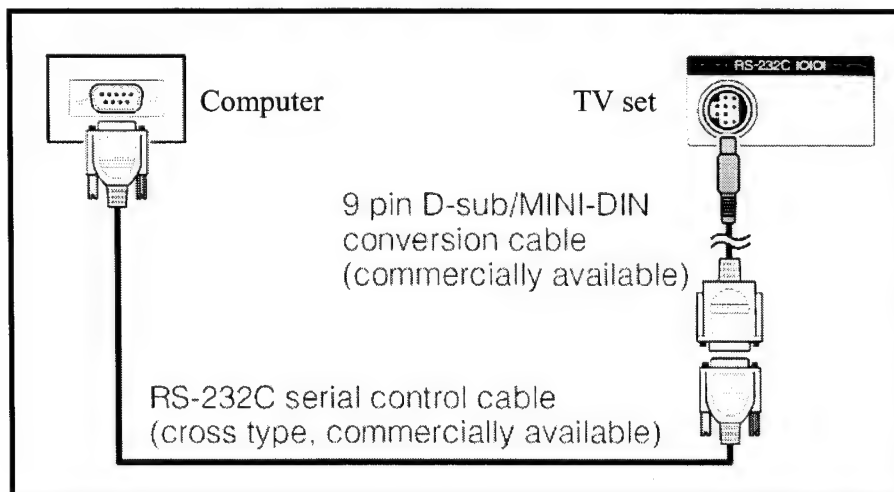 RS-232C IOIOI
Computer
TV set
9 pin D-sub/MINI-DIN
conversion cable
(commercially available)
RS-232C serial control cable
(cross type, commercially available)